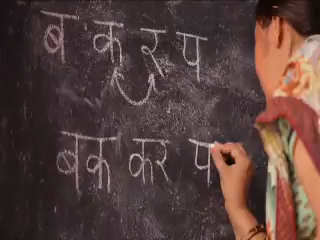 ब क र प
बक कर प